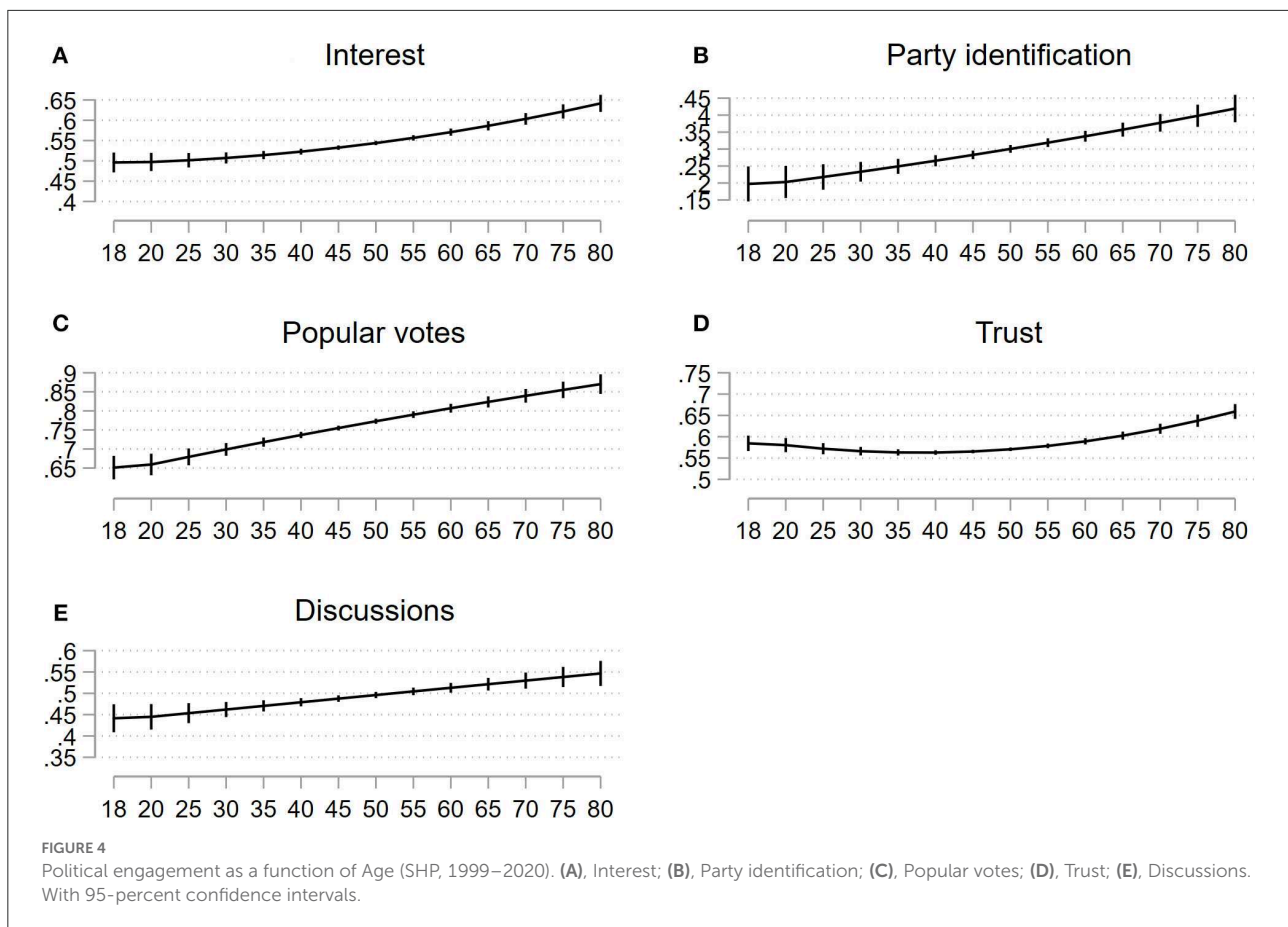 A
Interest
.65
.6
.55
.5
.45
.4
18 20 25 30 35 40 45 50 55 60 65 70 75 80
B
Party identification
.45
.4
.35
.3
.25
.2
.15
18 20 25 30 35 40 45 50 55 60 65 70 75 80
C
Popular votes
.9
.85
.8
.75
.7
.65
18 20 25 30 35 40 45 50 55 60 65 70 75 80
D
Trust
.75
.7
.65
.6
.55
.5
18 20 25 30 35 40 45 50 55 60 65 70 75 80
E
Discussions
.6
.55
.5
.45
.4
.35
18 20 25 30 35 40 45 50 55 60 65 70 75 80
FIGURE 4
Political engagement as a function of Age (SHP, 1999–2020). (A), Interest; (B), Party identification; (C), Popular votes; (D), Trust; (E), Discussions.
With 95-percent confidence intervals.